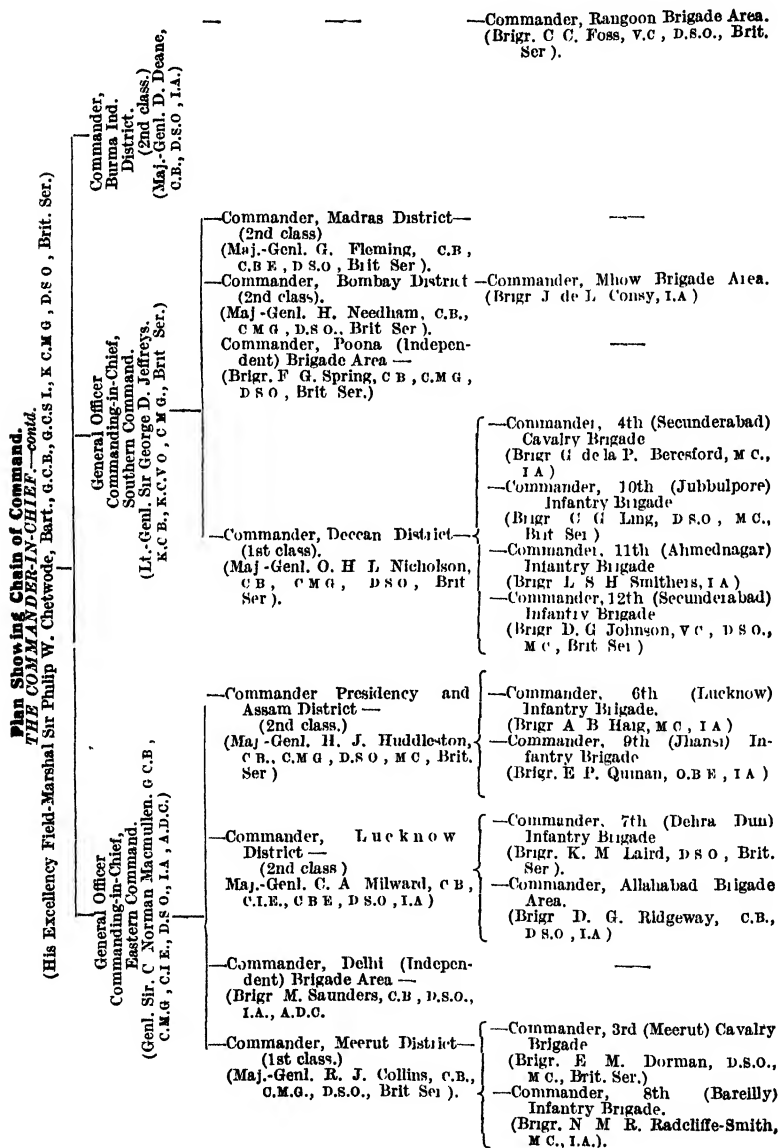 Plan Showing Chain of Command.
THE COMMANDER-IN-CHIEF.—contd.
(His Excellency Field-Marshal Sir Philip W. Chetwode, Bart., G.C.B., G.C.S I., K C.M G, D.S O, Brit. Ser.)
Commander,
Burma Ind.
District.
(2nd class.)
(Maj.-Genl. D. Deane,
C.B., D.S.O, I.A.)
— — —Commander, Rangoon Brigade Area.
(Brigr. C C. Foss, V.C, D.S.O., Brit.
Ser ).
General Officer
Commanding-in-Chief,
Southern Command.
(Lt.-Genl. Sir George D. Jeffreys.
K.C B., K.C.V O, C M G., Brit Ser.)
—Commander, Madras District—
(2nd class)
(Maj.-Genl. G. Fleming, C.B,
C.B E, D S.O, Brit Ser ).
—
—Commander, Bombay District
(2nd class).
(Maj -Genl. H. Needham, C.B.,
C M G, D.S O., Brit Ser ).
—Commander, Mhow Brigade Area.
(Brigr J de L Conry, I.A )
Commander, Poona (Indepen-
dent) Brigade Area —
(Brigr. F G. Spring, C B, C.M G,
D S O, Brit Ser.)
—
—Commander, Deccan District—
(1st class).
(Maj -Genl. O. H L Nicholson,
C B, C M G, D S O, Brit
Ser ).
—Commander, 4th (Secunderabad)
Cavalry Brigade
(Brigr G de la P. Beresford, M C.,
I A )
—Commander, 10th (Jubbulpore)
Infantry Brigade
(Brigr C G Ling, D S.O, M C.,
Brit Ser )
—Commander, 11th (Ahmednagar)
Infantry Brigade
(Brigr L S H Smithers, I A )
—Commander, 12th (Secunderabad)
Infantry Brigade
(Brigr D. G Johnson, V C, D SO.,
M C, Brit Ser )
General Officer
Commanding-in-Chief,
Eastern Command.
(Genl. Sir. C Norman Macmullen. G C.B,
C.M.G, C.I E., D.S O., I.A, A.D.C.)
—Commander Presidency and
Assam District —
(2nd class.)
(Maj -Genl. H. J. Huddleston,
C B., C.M G, D.S O, M C, Brit.
Ser )
—Commander, 6th (Lucknow)
Infantry Brigade.
(Brigr A B Haig, M C, I A )
—Commander, 9th (Jhansi) In-
fantry Brigade
(Brigr. E P. Quinan, O.B E, I A )
—Commander, Lucknow
District —
(2nd class )
Maj.-Genl. C. A Milward, C B,
C.I.E., C B E, D S.O, I.A )
—Commander, 7th (Dehra Dun)
Infantry Brigade
(Brigr. K. M Laird, D S O, Brit.
Ser ).
—Commander, Allahabad Brigade
Area.
(Brigr D. G. Ridgeway, C.B.,
D S.O, I.A )
—Commander, Delhi (Indepen-
dent) Brigade Area —
(Brigr M. Saunders, C.B, D.S.O.,
I.A., A.D.C.
—
—Commander, Meerut District—
(1st class.)
(Maj.-Genl. R. J. Collins, C.B.,
C.M.G., D.S.O., Brit Ser ).
—Commander, 3rd (Meerut) Cavalry
Brigade
(Brigr. E M. Dorman, D.S.O.,
M C., Brit. Ser.)
—Commander, 8th (Bareilly)
Infantry Brigade.
(Brigr. N M R. Radcliffe-Smith,
M C., I.A.).